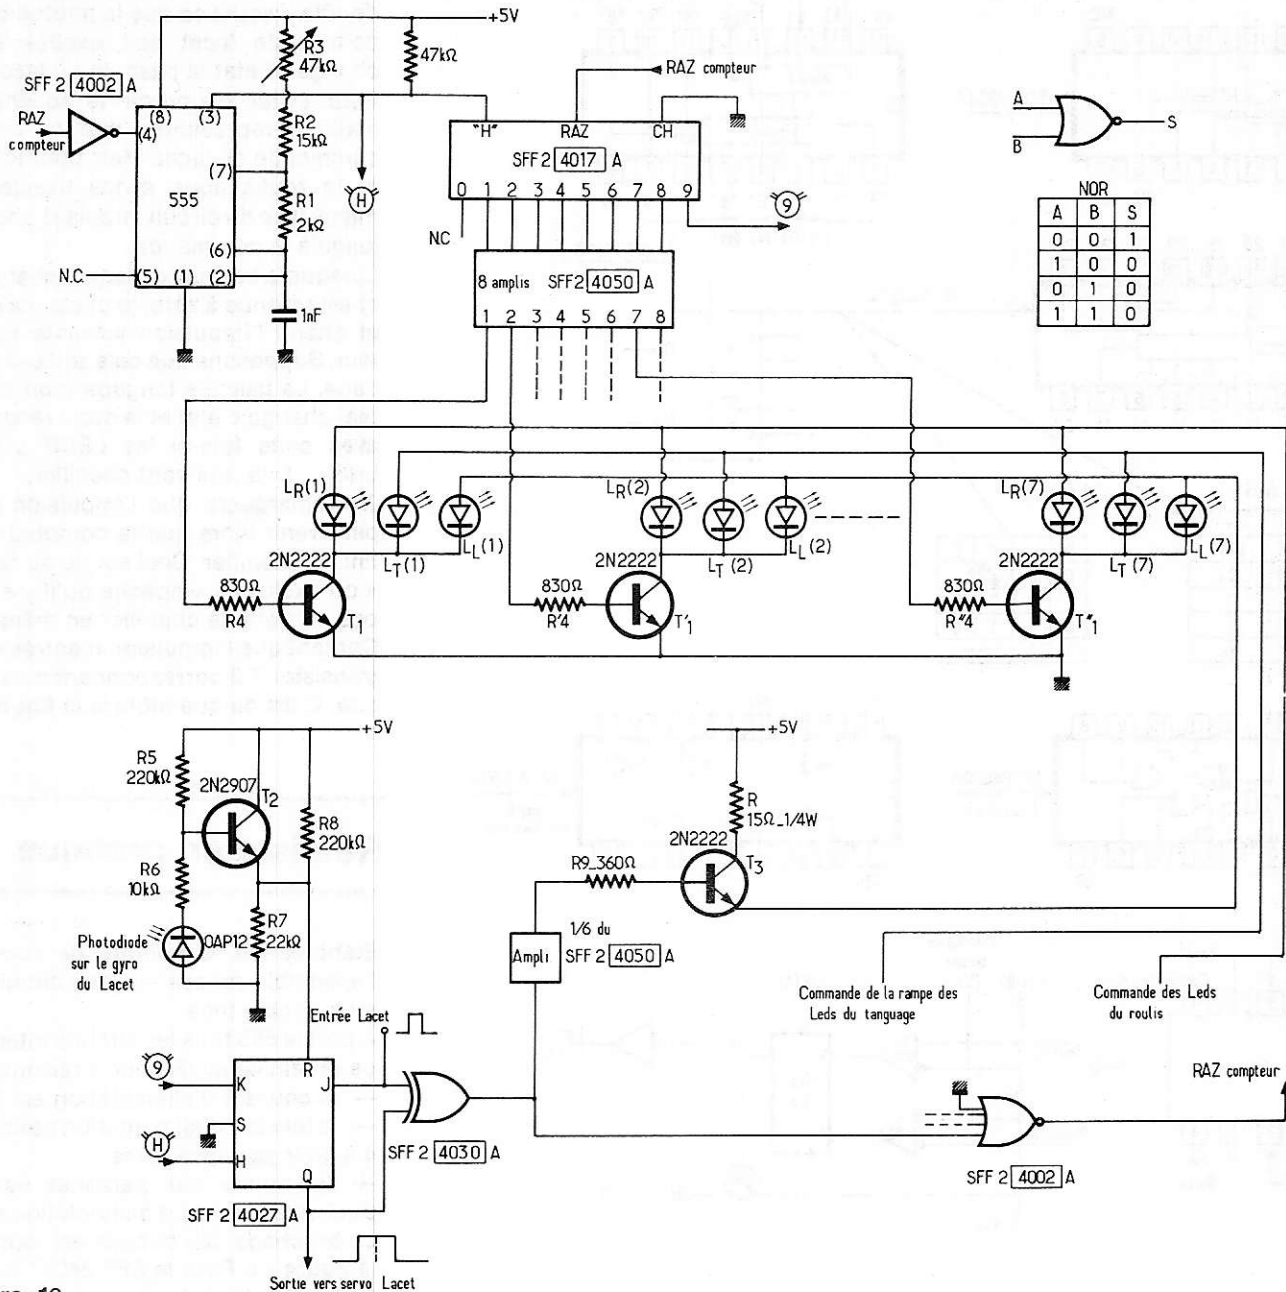 +5V
R3
47kΩ
47kΩ
SFF 2 4002 A
RAZ
compteur
(8) (3)
(4)
R2
15kΩ
(7)
555
H
R1
2kΩ
(6)
N.C.
(5) (1) (2)
1nF
RAZ compteur
"H" RAZ CH
SFF 2 4017 A
0 1 2 3 4 5 6 7 8 9
N.C
9
8 amplis SFF2 4050 A
1 2 3 4 5 6 7 8
A
B
S
NOR
A B S
0 0 1
1 0 0
0 1 0
1 1 0
LR(1)
LT(1)
LL(1)
2N2222
830Ω
R4
T1
LR(2)
LT(2)
LL(2)
2N2222
830Ω
R'4
T'1
LR(7)
LT(7)
LL(7)
2N2222
830Ω
R"4
T"1
+5V
R5
220kΩ
2N2907
T2
R8
220kΩ
R6
10kΩ
Photodiode
sur le gyro
du Lacet
OAP12
R7
22kΩ
+5V
R
15Ω_1/4W
2N2222
R9_360Ω
T3
1/6 du
SFF 2 4050 A
Ampli
Commande de la rampe des
Leds du tanguage
Commande des Leds
du roulis
Entrée Lacet
9
K
R
J
S
H
H
Q
SFF 2 4030 A
SFF 2 4027 A
Sortie vers servo Lacet
RAZ compteur
SFF 2 4002 A